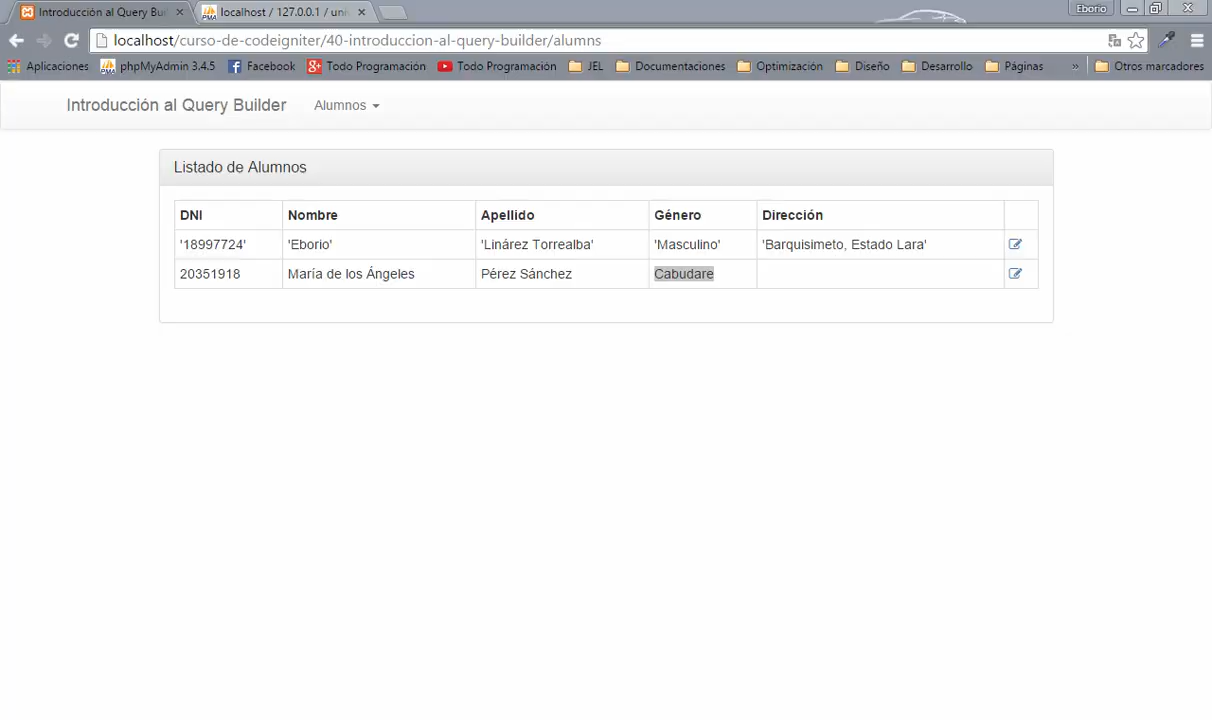 Introducción al Query Bui
localhost / 127.0.0.1 / uni
Eborio
localhost/curso-de-codeigniter/40-introduccion-al-query-builder/alumns
Aplicaciones phpMyAdmin 3.4.5 Facebook Todo Programación Todo Programación JEL Documentaciones Optimización Diseño Desarrollo Páginas » Otros marcadores
Introducción al Query Builder Alumnos
Listado de Alumnos
DNI Nombre Apellido Género Dirección
'18997724' 'Eborio' 'Linárez Torrealba' 'Masculino' 'Barquisimeto, Estado Lara'
20351918 María de los Ángeles Pérez Sánchez Cabudare